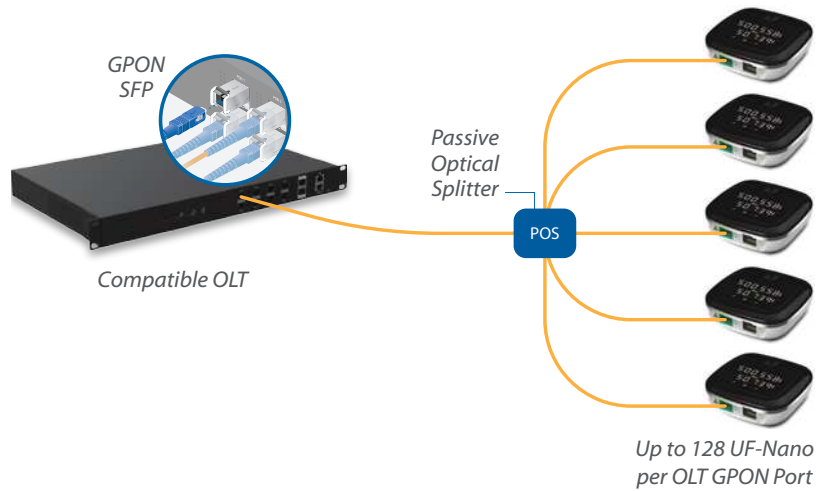 GPON
SFP
Compatible OLT
Passive
Optical
Splitter
POS
Up to 128 UF-Nano
per OLT GPON Port